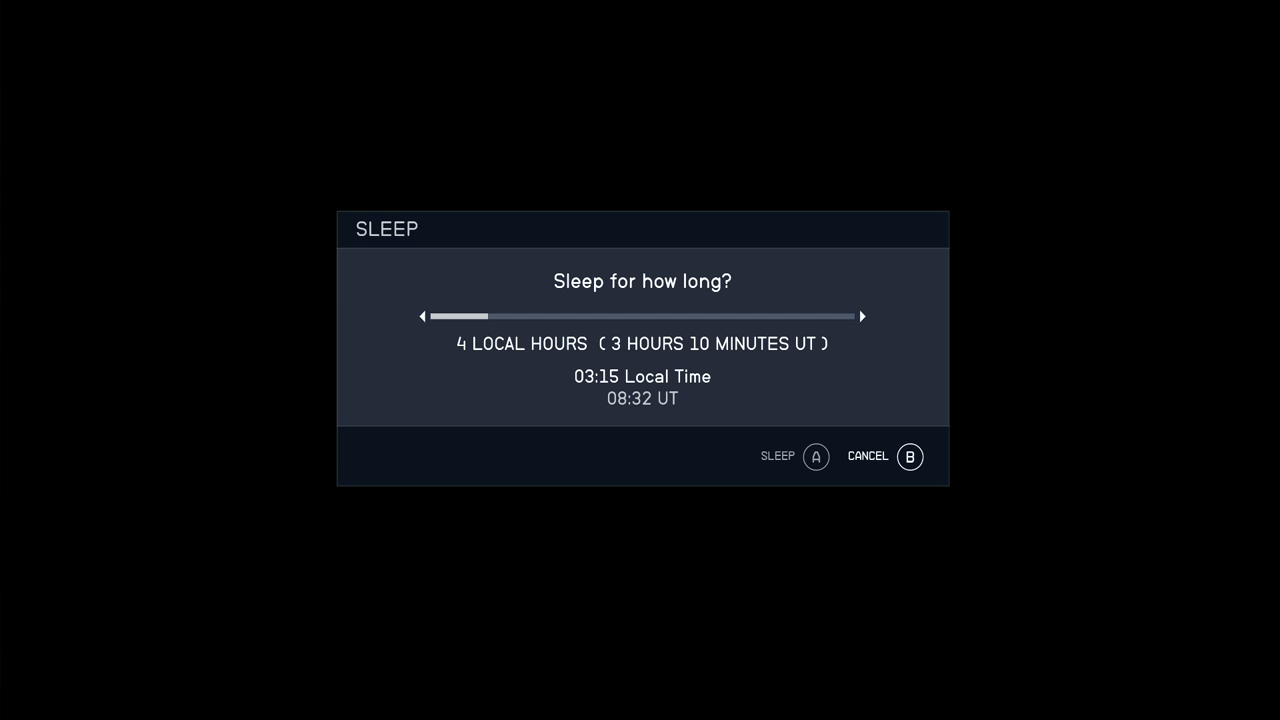 SLEEP
Sleep for how long?
4 LOCAL HOURS ( 3 HOURS 10 MINUTES UT )
03:15 Local Time
08:32 UT
SLEEP A CANCEL B